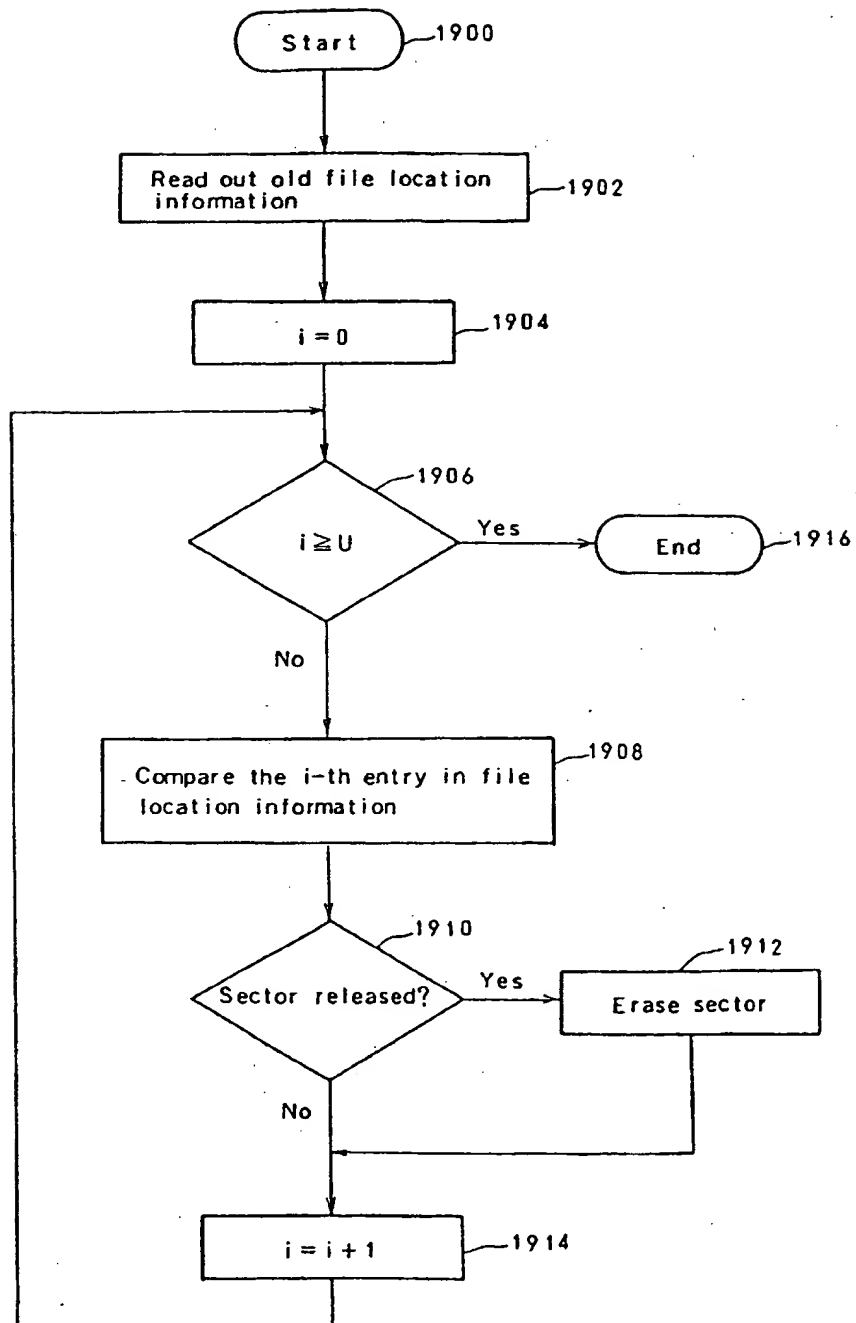 Start
1900
Read out old file location
information
1902
i = 0
1904
1906
i ≧ U
Yes
End
1916
No
1908
Compare the i-th entry in file
location information
1910
Sector released?
Yes
1912
Erase sector
No
i = i + 1
1914